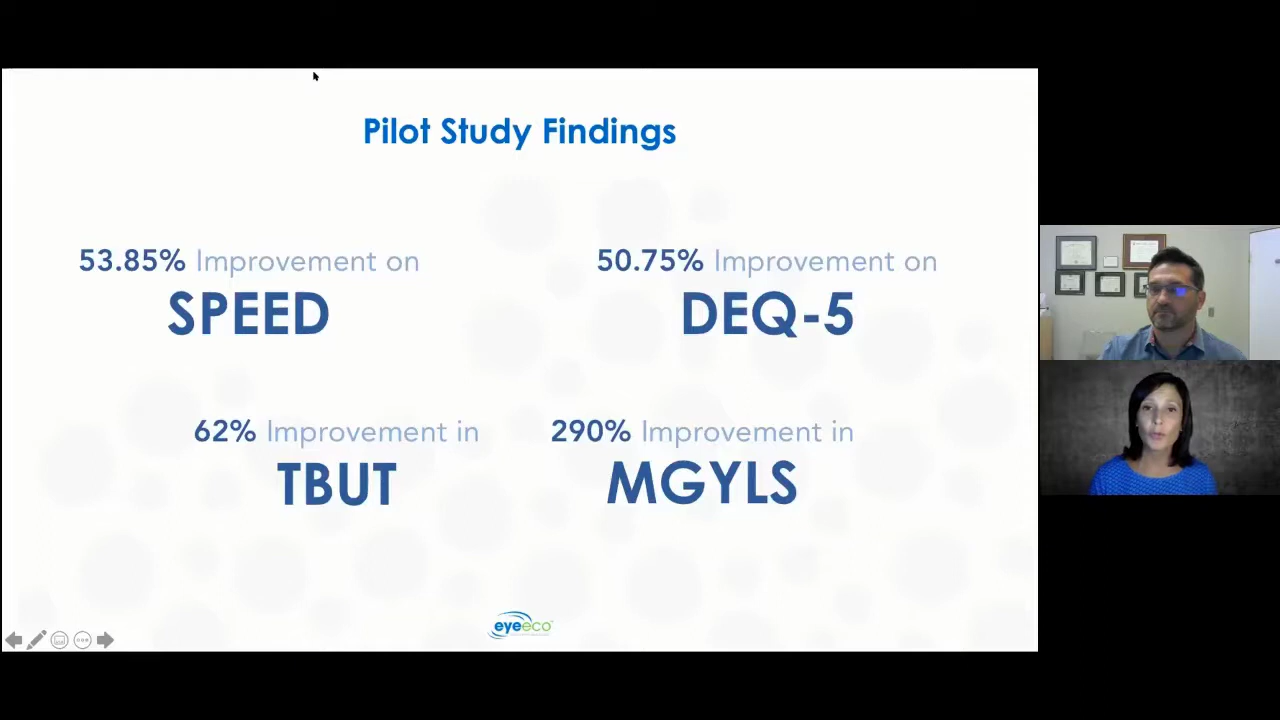 Pilot Study Findings
53.85% Improvement on
SPEED
50.75% Improvement on
DEQ-5
62% Improvement in
TBUT
290% Improvement in
MGYLS
eyeeco